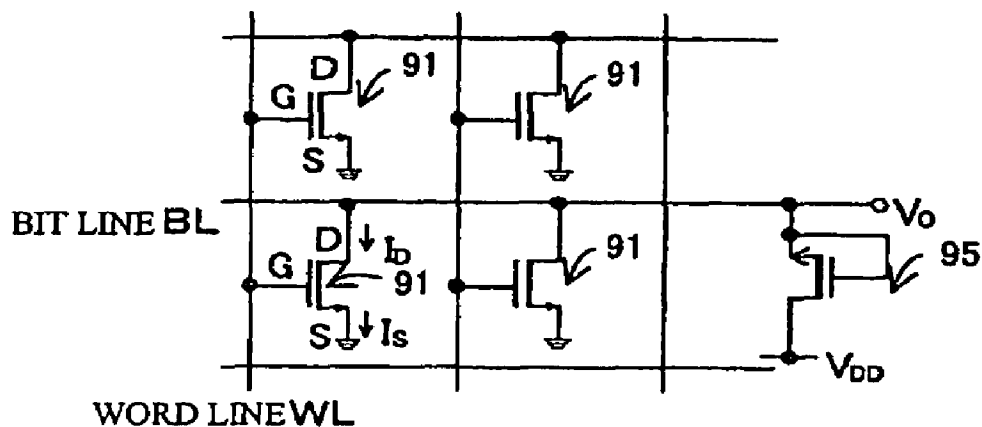 D 91
G 91
S
BIT LINE BL
VO
D ID
G 91 91
S IS
95
VDD
WORD LINE WL